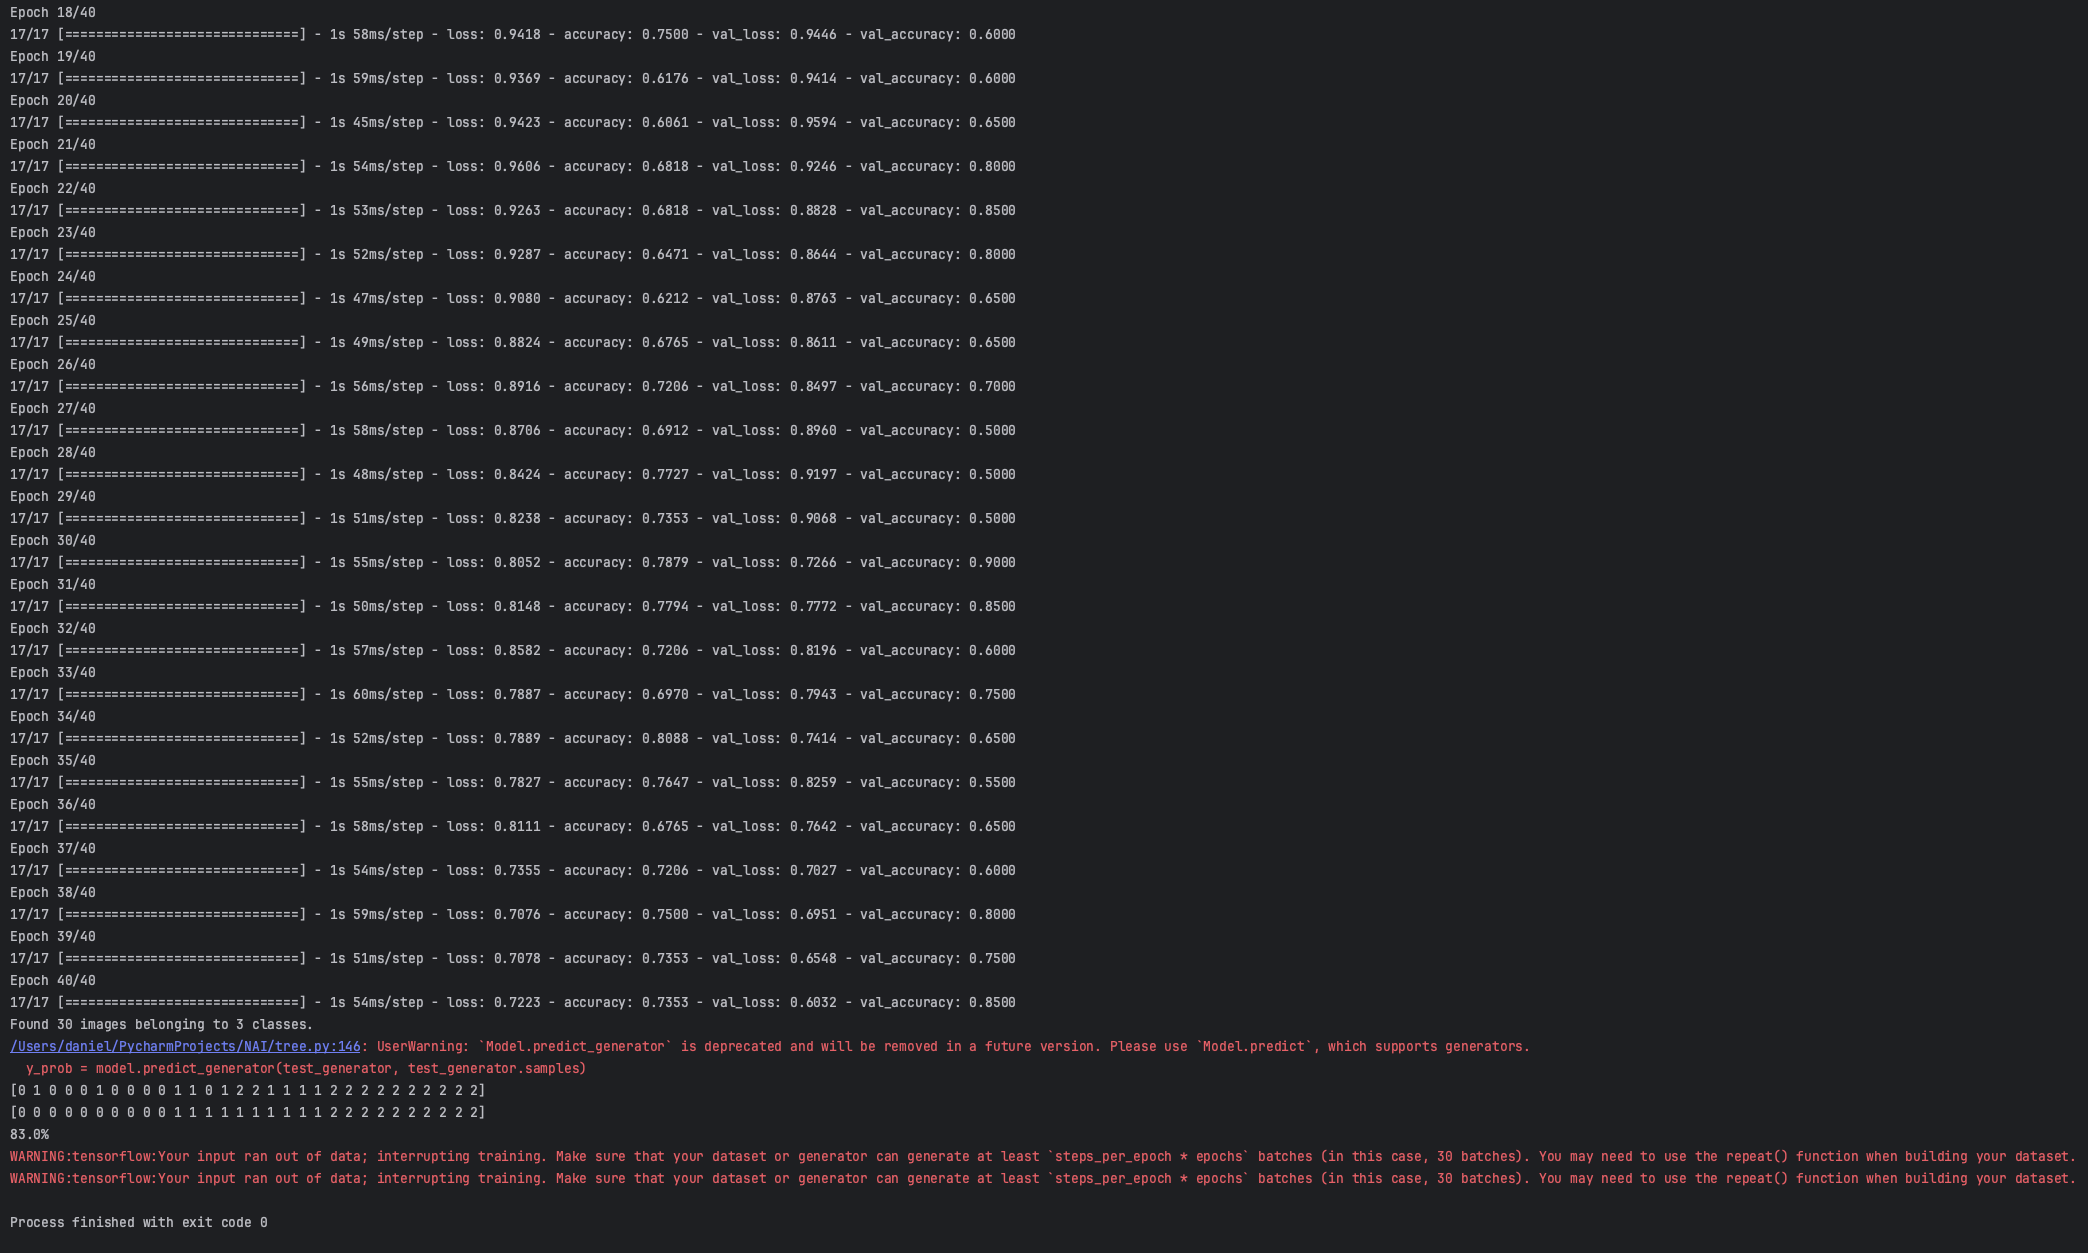 Epoch 18/40
17/17 [==============================] - 1s 58ms/step - loss: 0.9418 - accuracy: 0.7500 - val_loss: 0.9446 - val_accuracy: 0.6000
Epoch 19/40
17/17 [==============================] - 1s 59ms/step - loss: 0.9369 - accuracy: 0.6176 - val_loss: 0.9414 - val_accuracy: 0.6000
Epoch 20/40
17/17 [==============================] - 1s 45ms/step - loss: 0.9423 - accuracy: 0.6061 - val_loss: 0.9594 - val_accuracy: 0.6500
Epoch 21/40
17/17 [==============================] - 1s 54ms/step - loss: 0.9606 - accuracy: 0.6818 - val_loss: 0.9246 - val_accuracy: 0.8000
Epoch 22/40
17/17 [==============================] - 1s 53ms/step - loss: 0.9263 - accuracy: 0.6818 - val_loss: 0.8828 - val_accuracy: 0.8500
Epoch 23/40
17/17 [==============================] - 1s 52ms/step - loss: 0.9287 - accuracy: 0.6471 - val_loss: 0.8644 - val_accuracy: 0.8000
Epoch 24/40
17/17 [==============================] - 1s 47ms/step - loss: 0.9080 - accuracy: 0.6212 - val_loss: 0.8763 - val_accuracy: 0.6500
Epoch 25/40
17/17 [==============================] - 1s 49ms/step - loss: 0.8824 - accuracy: 0.6765 - val_loss: 0.8611 - val_accuracy: 0.6500
Epoch 26/40
17/17 [==============================] - 1s 56ms/step - loss: 0.8916 - accuracy: 0.7206 - val_loss: 0.8497 - val_accuracy: 0.7000
Epoch 27/40
17/17 [==============================] - 1s 58ms/step - loss: 0.8706 - accuracy: 0.6912 - val_loss: 0.8960 - val_accuracy: 0.5000
Epoch 28/40
17/17 [==============================] - 1s 48ms/step - loss: 0.8424 - accuracy: 0.7727 - val_loss: 0.9197 - val_accuracy: 0.5000
Epoch 29/40
17/17 [==============================] - 1s 51ms/step - loss: 0.8238 - accuracy: 0.7353 - val_loss: 0.9068 - val_accuracy: 0.5000
Epoch 30/40
17/17 [==============================] - 1s 55ms/step - loss: 0.8052 - accuracy: 0.7879 - val_loss: 0.7266 - val_accuracy: 0.9000
Epoch 31/40
17/17 [==============================] - 1s 50ms/step - loss: 0.8148 - accuracy: 0.7794 - val_loss: 0.7772 - val_accuracy: 0.8500
Epoch 32/40
17/17 [==============================] - 1s 57ms/step - loss: 0.8582 - accuracy: 0.7206 - val_loss: 0.8196 - val_accuracy: 0.6000
Epoch 33/40
17/17 [==============================] - 1s 60ms/step - loss: 0.7887 - accuracy: 0.6970 - val_loss: 0.7943 - val_accuracy: 0.7500
Epoch 34/40
17/17 [==============================] - 1s 52ms/step - loss: 0.7889 - accuracy: 0.8088 - val_loss: 0.7414 - val_accuracy: 0.6500
Epoch 35/40
17/17 [==============================] - 1s 55ms/step - loss: 0.7827 - accuracy: 0.7647 - val_loss: 0.8259 - val_accuracy: 0.5500
Epoch 36/40
17/17 [==============================] - 1s 58ms/step - loss: 0.8111 - accuracy: 0.6765 - val_loss: 0.7642 - val_accuracy: 0.6500
Epoch 37/40
17/17 [==============================] - 1s 54ms/step - loss: 0.7355 - accuracy: 0.7206 - val_loss: 0.7027 - val_accuracy: 0.6000
Epoch 38/40
17/17 [==============================] - 1s 59ms/step - loss: 0.7076 - accuracy: 0.7500 - val_loss: 0.6951 - val_accuracy: 0.8000
Epoch 39/40
17/17 [==============================] - 1s 51ms/step - loss: 0.7078 - accuracy: 0.7353 - val_loss: 0.6548 - val_accuracy: 0.7500
Epoch 40/40
17/17 [==============================] - 1s 54ms/step - loss: 0.7223 - accuracy: 0.7353 - val_loss: 0.6032 - val_accuracy: 0.8500
Found 30 images belonging to 3 classes.
/Users/daniel/PycharmProjects/NAI/tree.py:146: UserWarning: `Model.predict_generator` is deprecated and will be removed in a future version. Please use `Model.predict`, which supports generators.
  y_prob = model.predict_generator(test_generator, test_generator.samples)
[0 1 0 0 0 1 0 0 0 0 1 1 0 1 2 2 1 1 1 1 2 2 2 2 2 2 2 2 2 2]
[0 0 0 0 0 0 0 0 0 0 1 1 1 1 1 1 1 1 1 1 2 2 2 2 2 2 2 2 2 2]
83.0%
WARNING:tensorflow:Your input ran out of data; interrupting training. Make sure that your dataset or generator can generate at least `steps_per_epoch * epochs` batches (in this case, 30 batches). You may need to use the repeat() function when building your dataset.
WARNING:tensorflow:Your input ran out of data; interrupting training. Make sure that your dataset or generator can generate at least `steps_per_epoch * epochs` batches (in this case, 30 batches). You may need to use the repeat() function when building your dataset.
Process finished with exit code 0